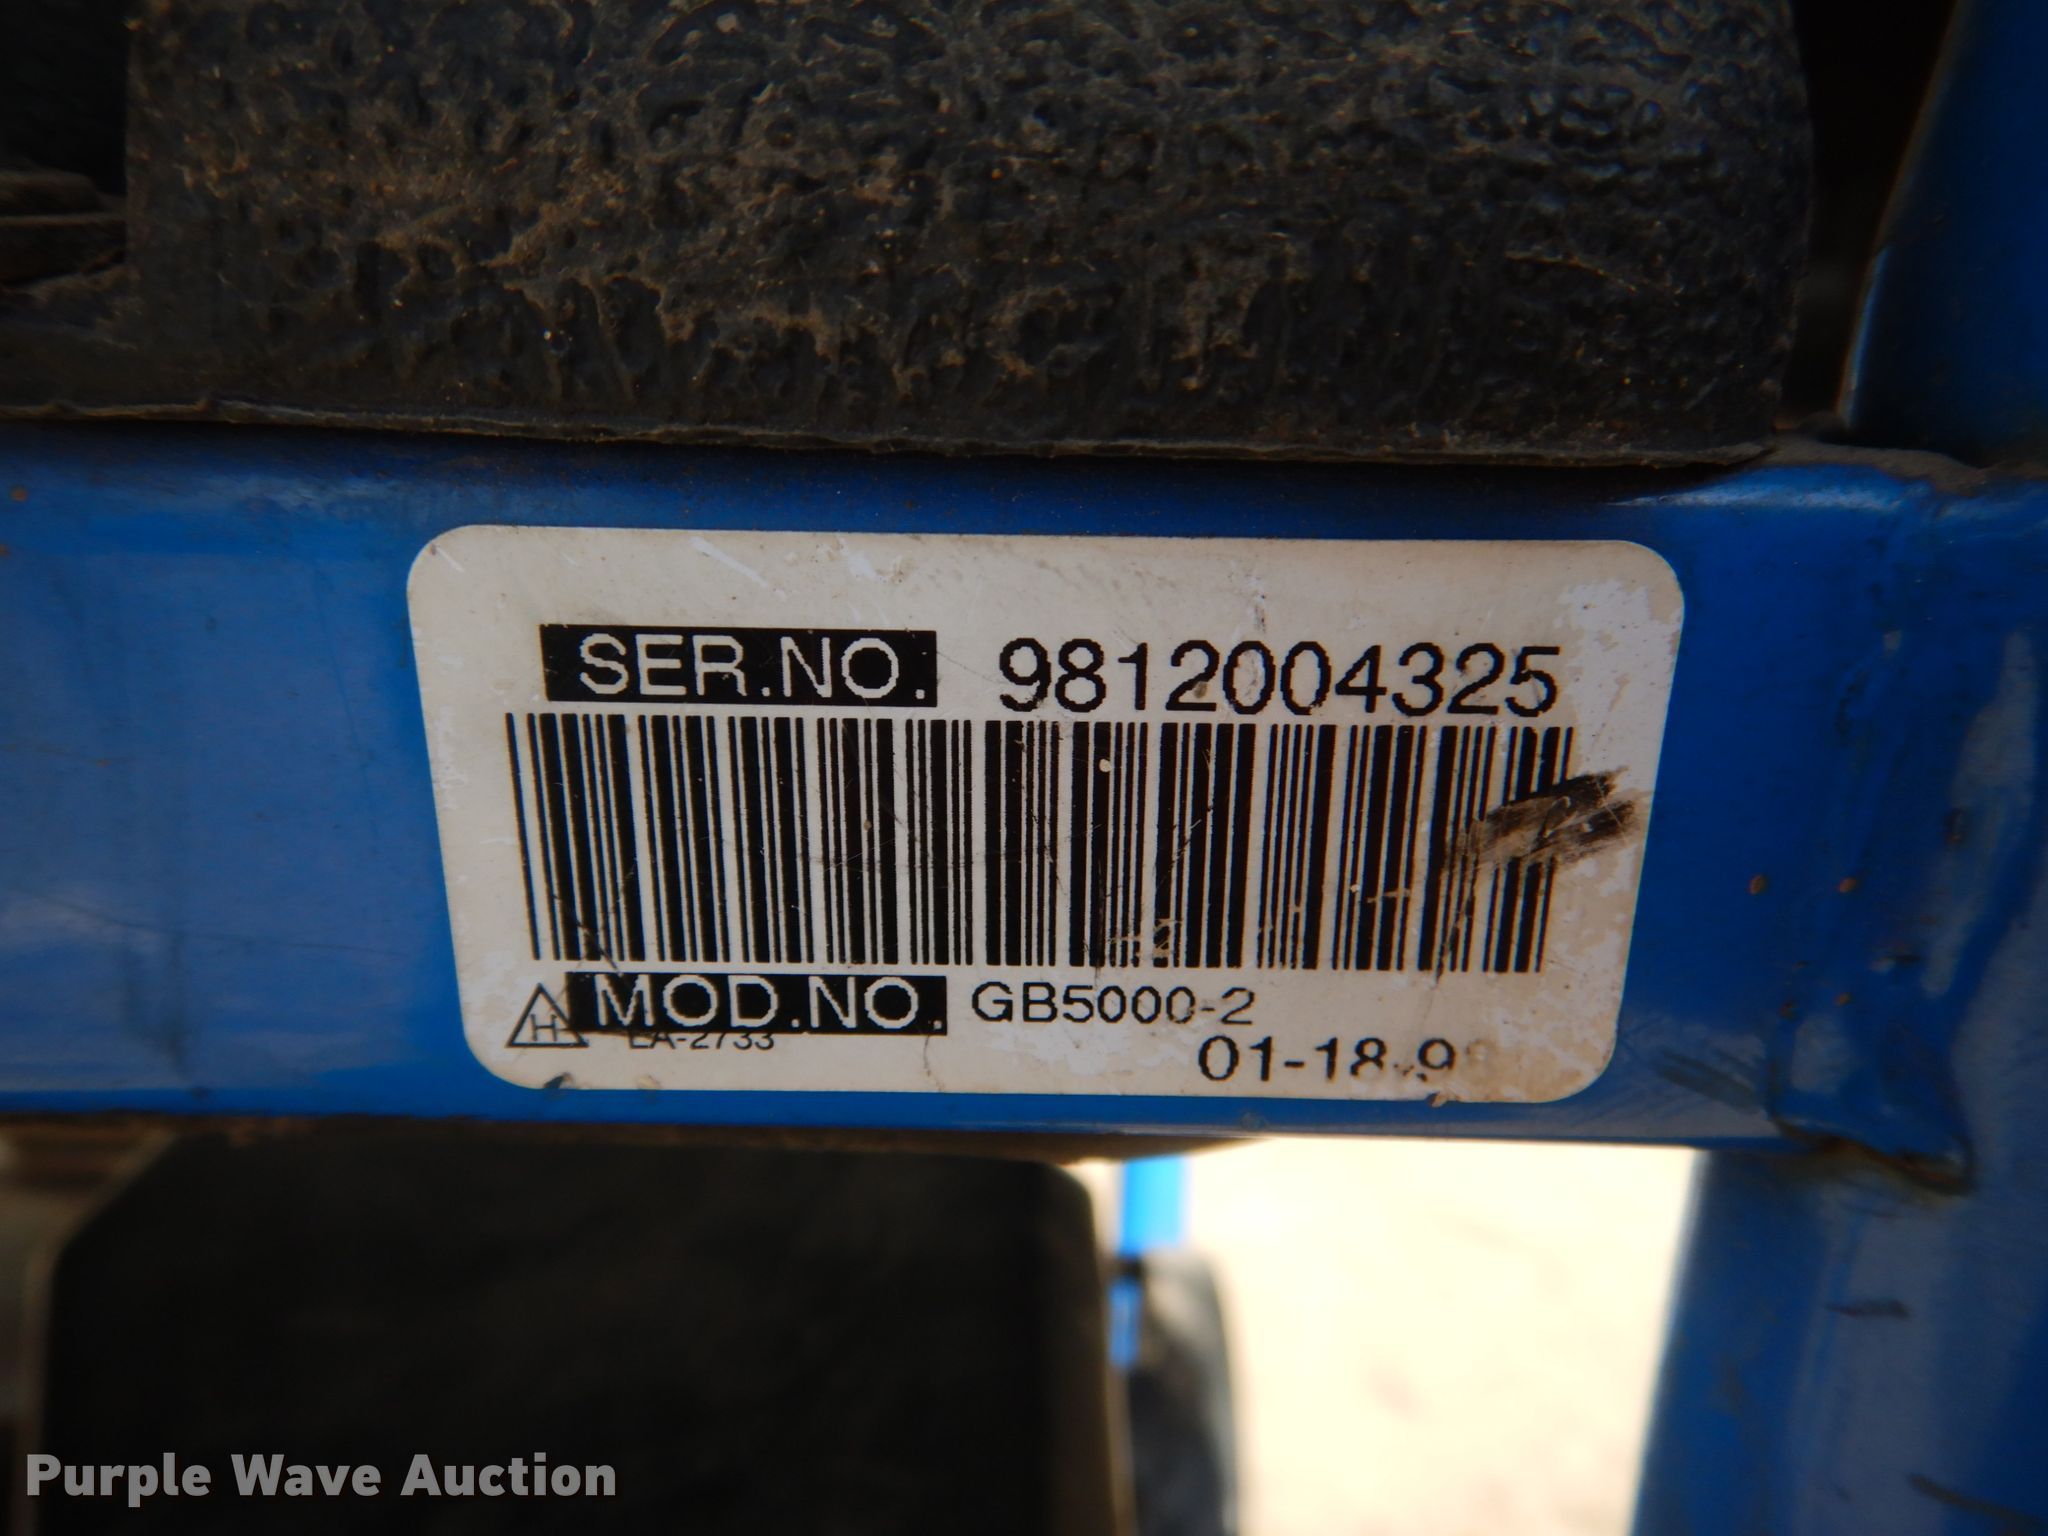 SER.NO. 9812004325
MOD.NO. GB5000-2
H LA-2733
Purple Wave Auction